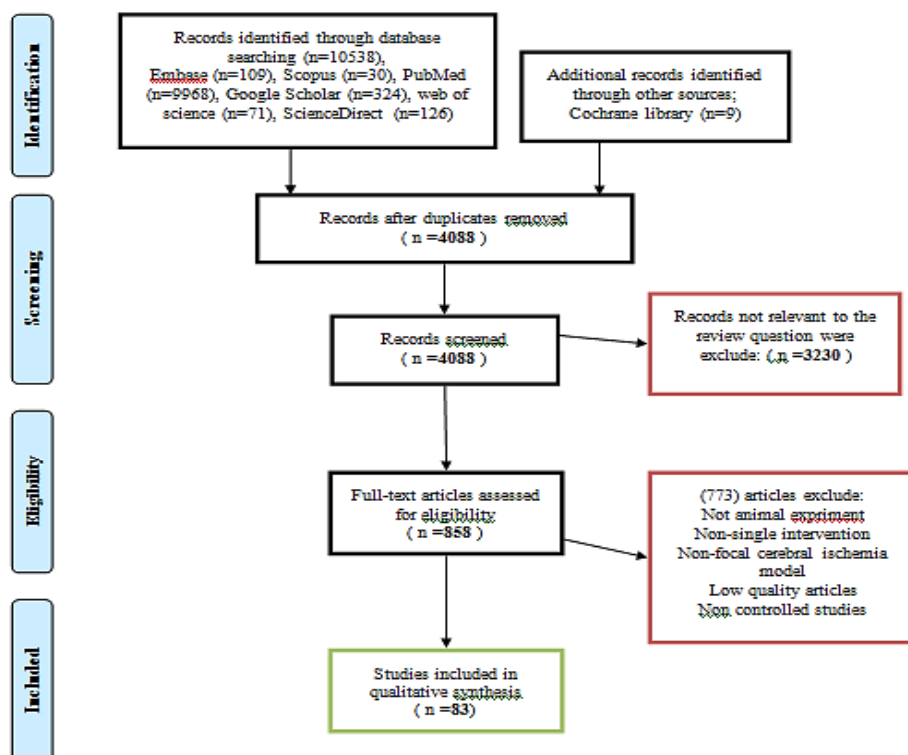 Identification
Records identified through database
searching (n=10538),
Embase (n=109), Scopus (n=30), PubMed
(n=9968), Google Scholar (n=324), web of
science (n=71), ScienceDirect (n=126)
Additional records identified
through other sources;
Cochrane library (n=9)
Screening
Records after duplicates removed
( n =4088 )
Records screened
( n =4088 )
Records not relevant to the
review question were
exclude: ( n =3230 )
Eligibility
Full-text articles assessed
for eligibility
( n =858 )
(773) articles exclude:
Not animal expriment
Non-single intervention
Non-focal cerebral ischemia
model
Low quality articles
Non controlled studies
Included
Studies included in
qualitative synthesis
( n =83)